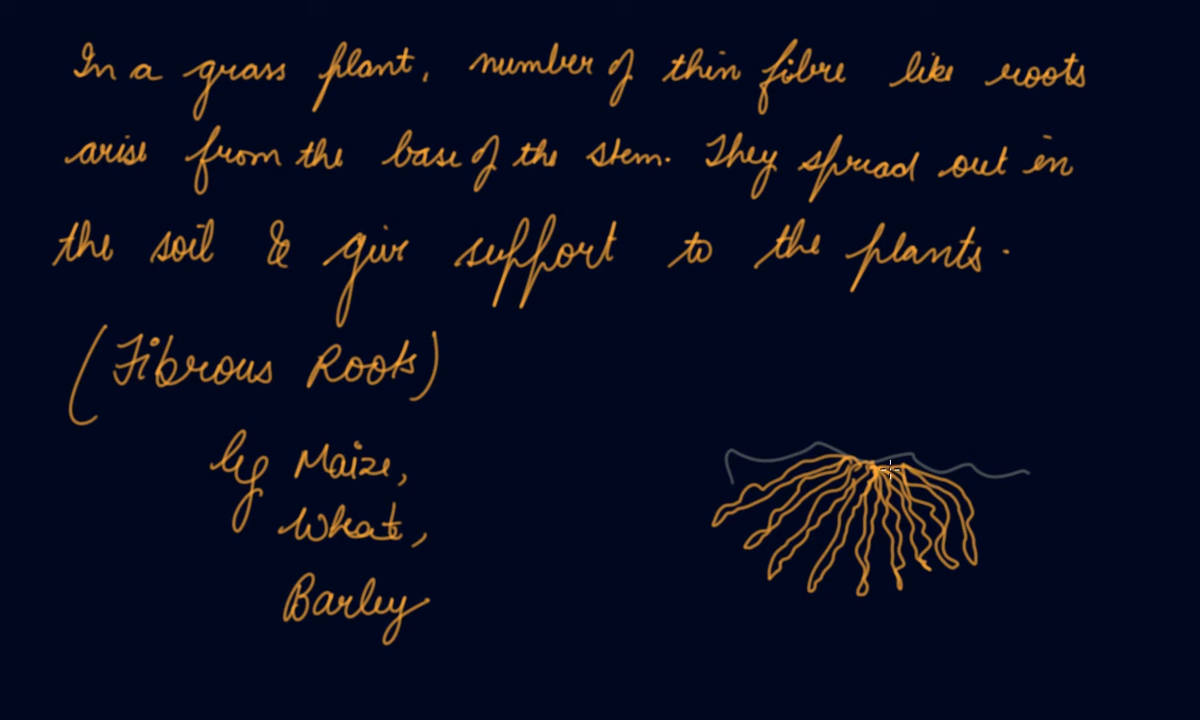 In a grass plant, number of thin fibre like roots
arise from the base of the stem. They spread out in
the soil & give support to the plants.
(Fibrous Roots)
eg Maize,
Wheat,
Barley